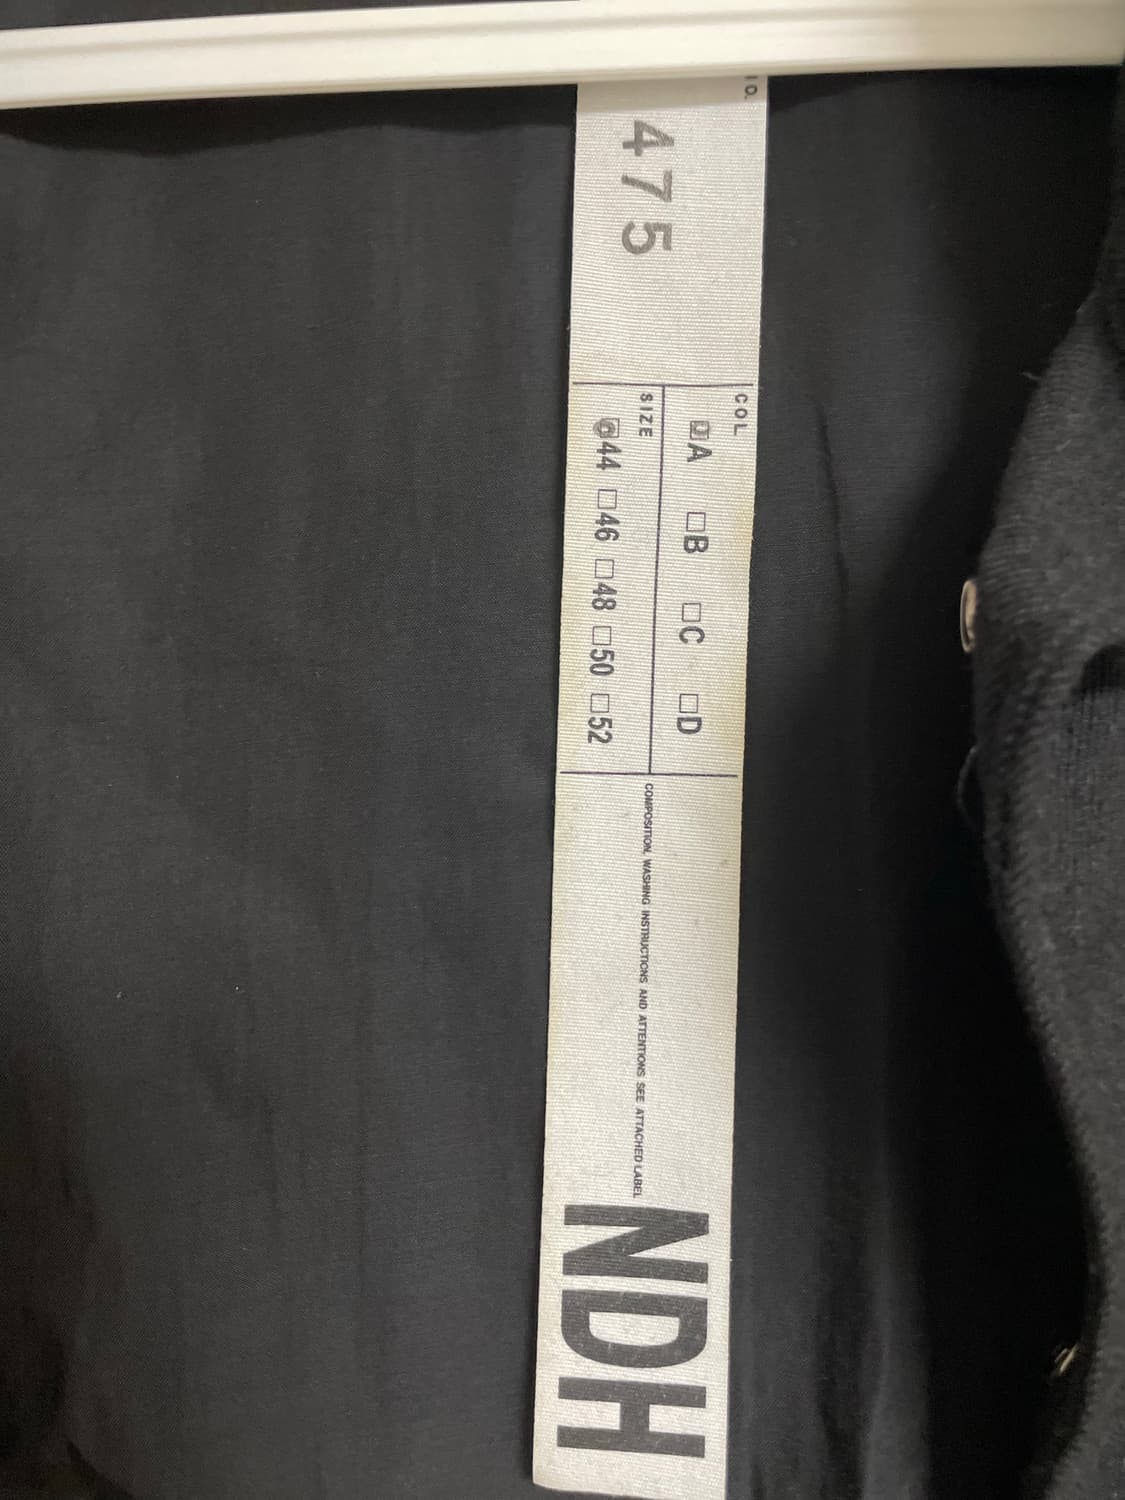 475
COL
A B C D
SIZE
44 46 48 50 52
COMPOSITION, WASHING INSTRUCTIONS AND ATTENTIONS SEE ATTACHED LABEL
NDH